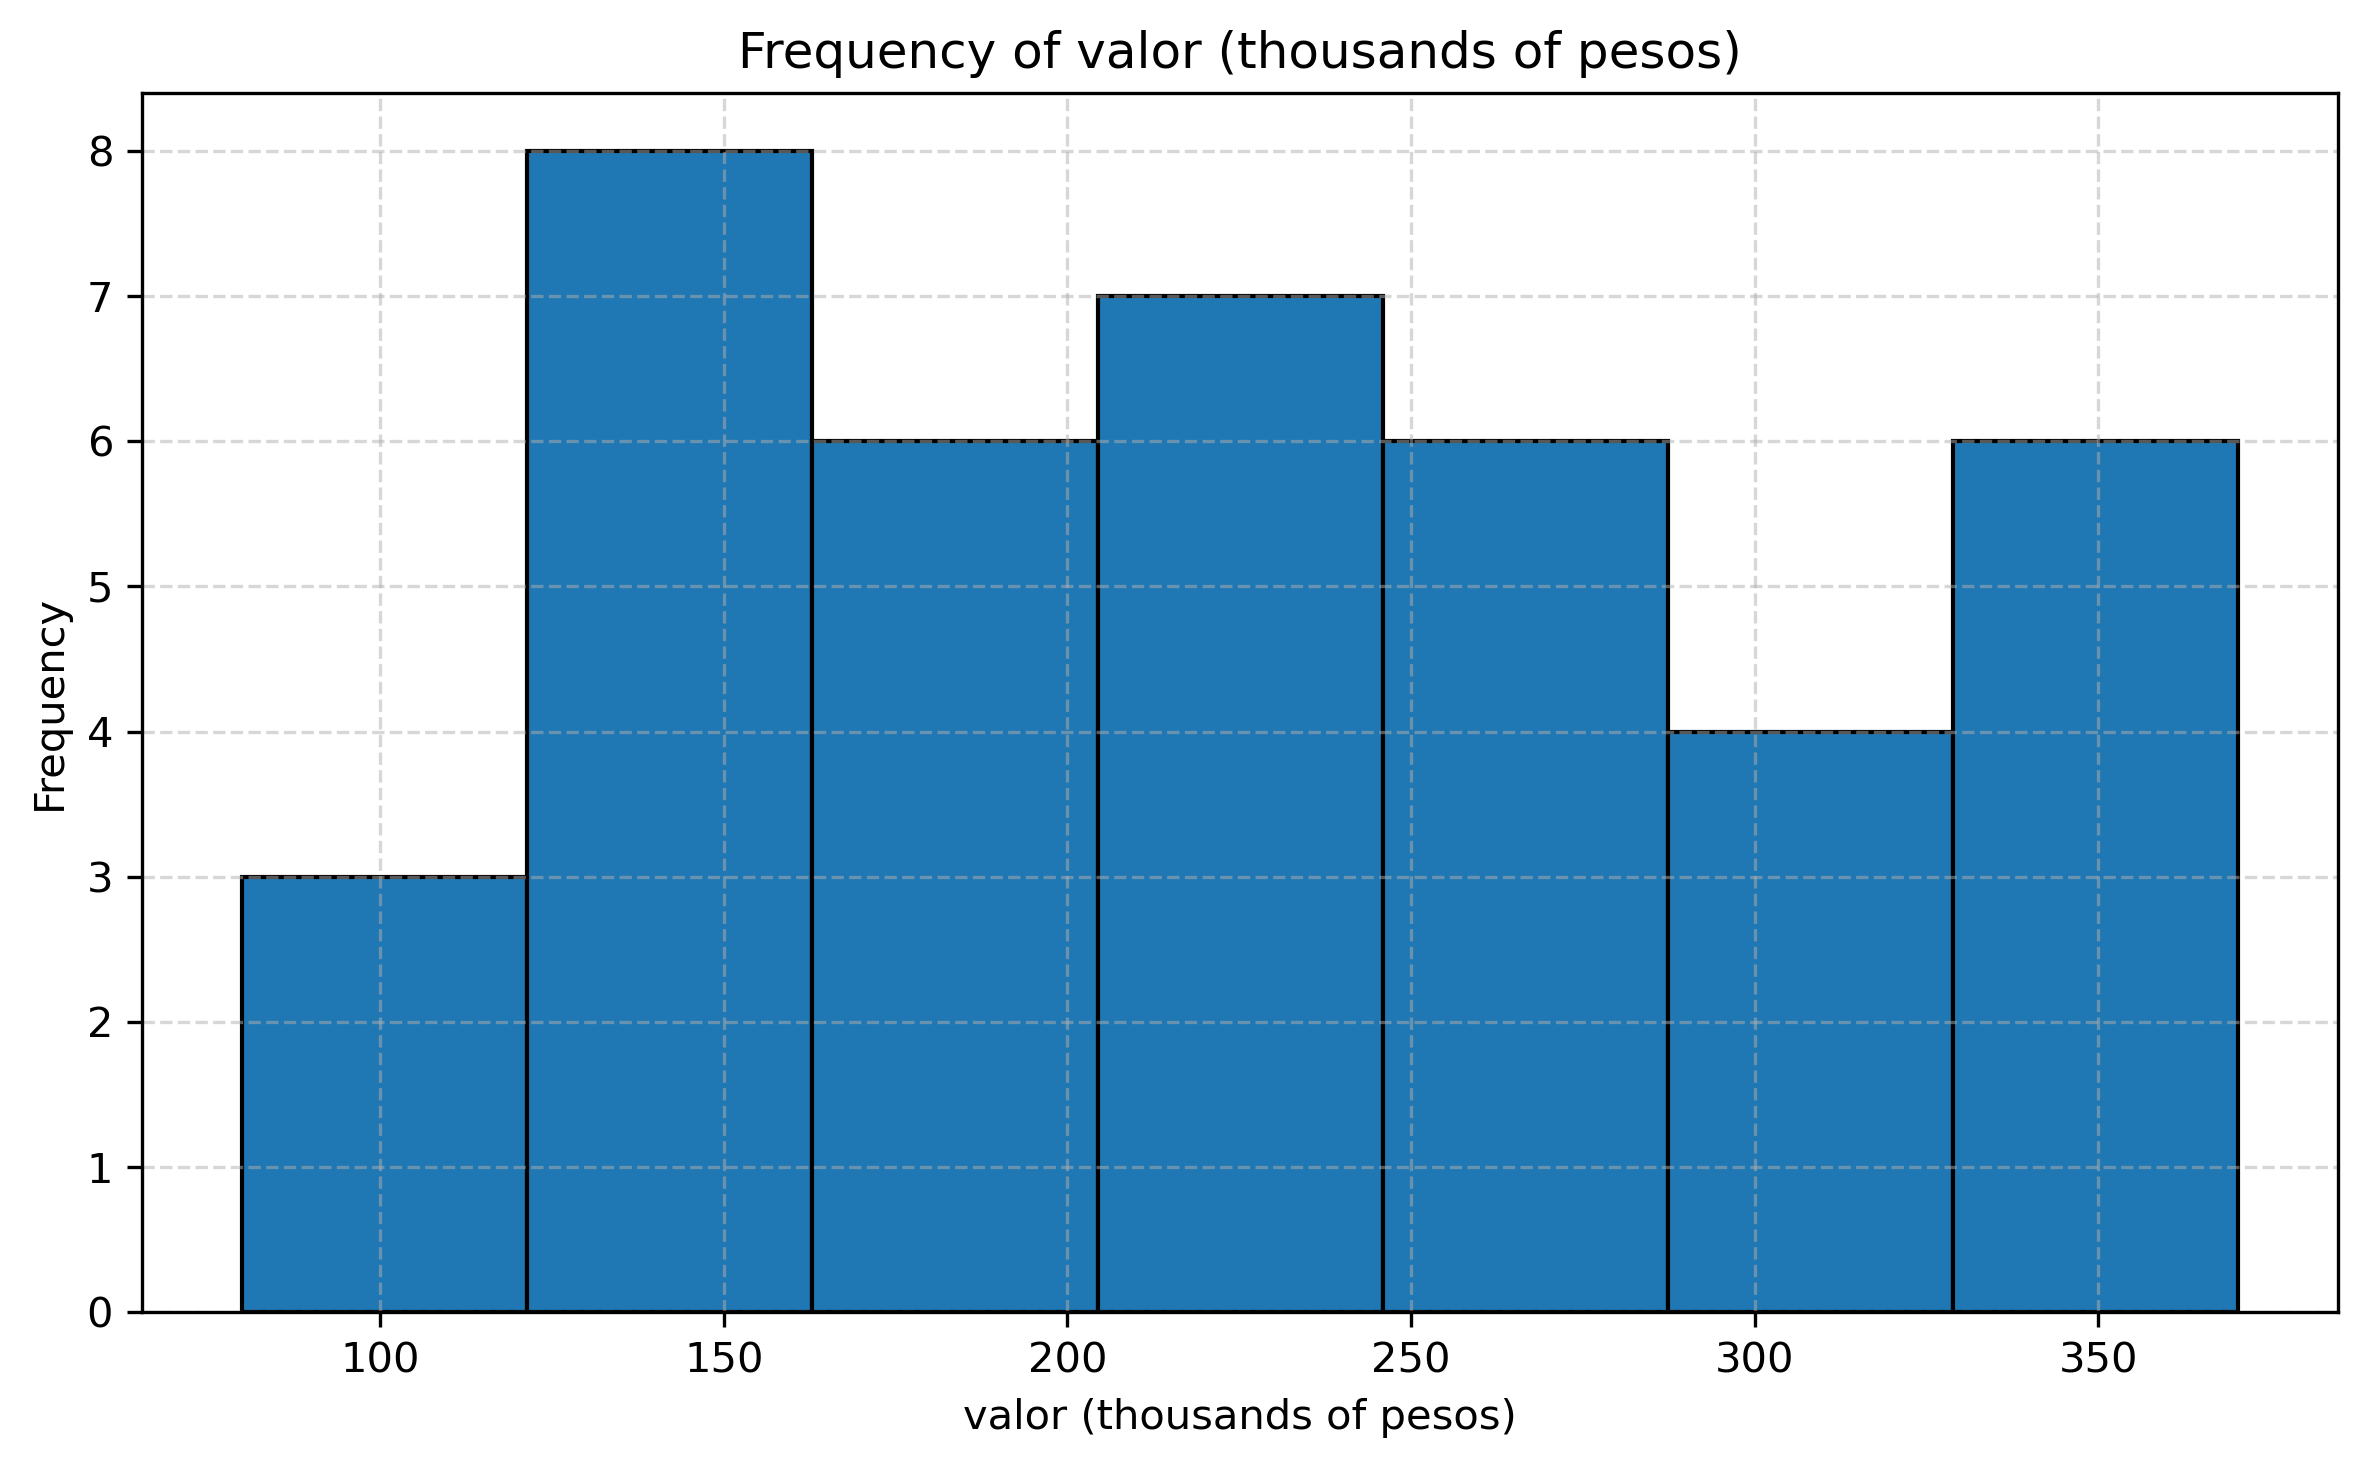 Frequency of valor (thousands of pesos)
8
7
6
5
4
3
2
1
0
Frequency
100 150 200 250 300 350
valor (thousands of pesos)